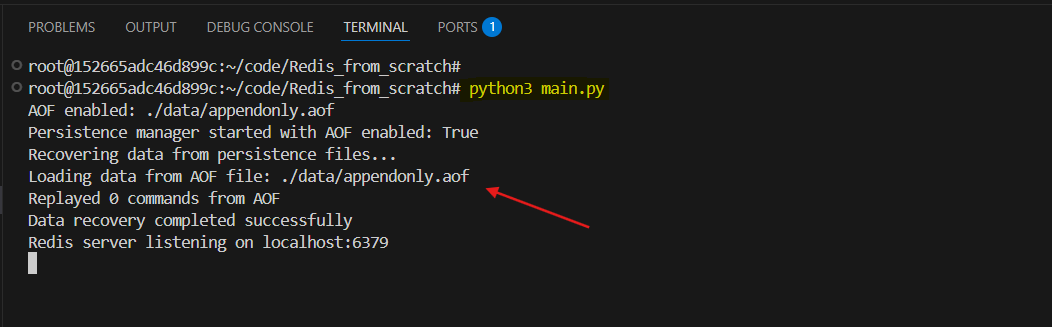 PROBLEMS OUTPUT DEBUG CONSOLE TERMINAL PORTS 1
root@152665adc46d899c:~/code/Redis_from_scratch#
root@152665adc46d899c:~/code/Redis_from_scratch# python3 main.py
AOF enabled: ./data/appendonly.aof
Persistence manager started with AOF enabled: True
Recovering data from persistence files...
Loading data from AOF file: ./data/appendonly.aof
Replayed 0 commands from AOF
Data recovery completed successfully
Redis server listening on localhost:6379